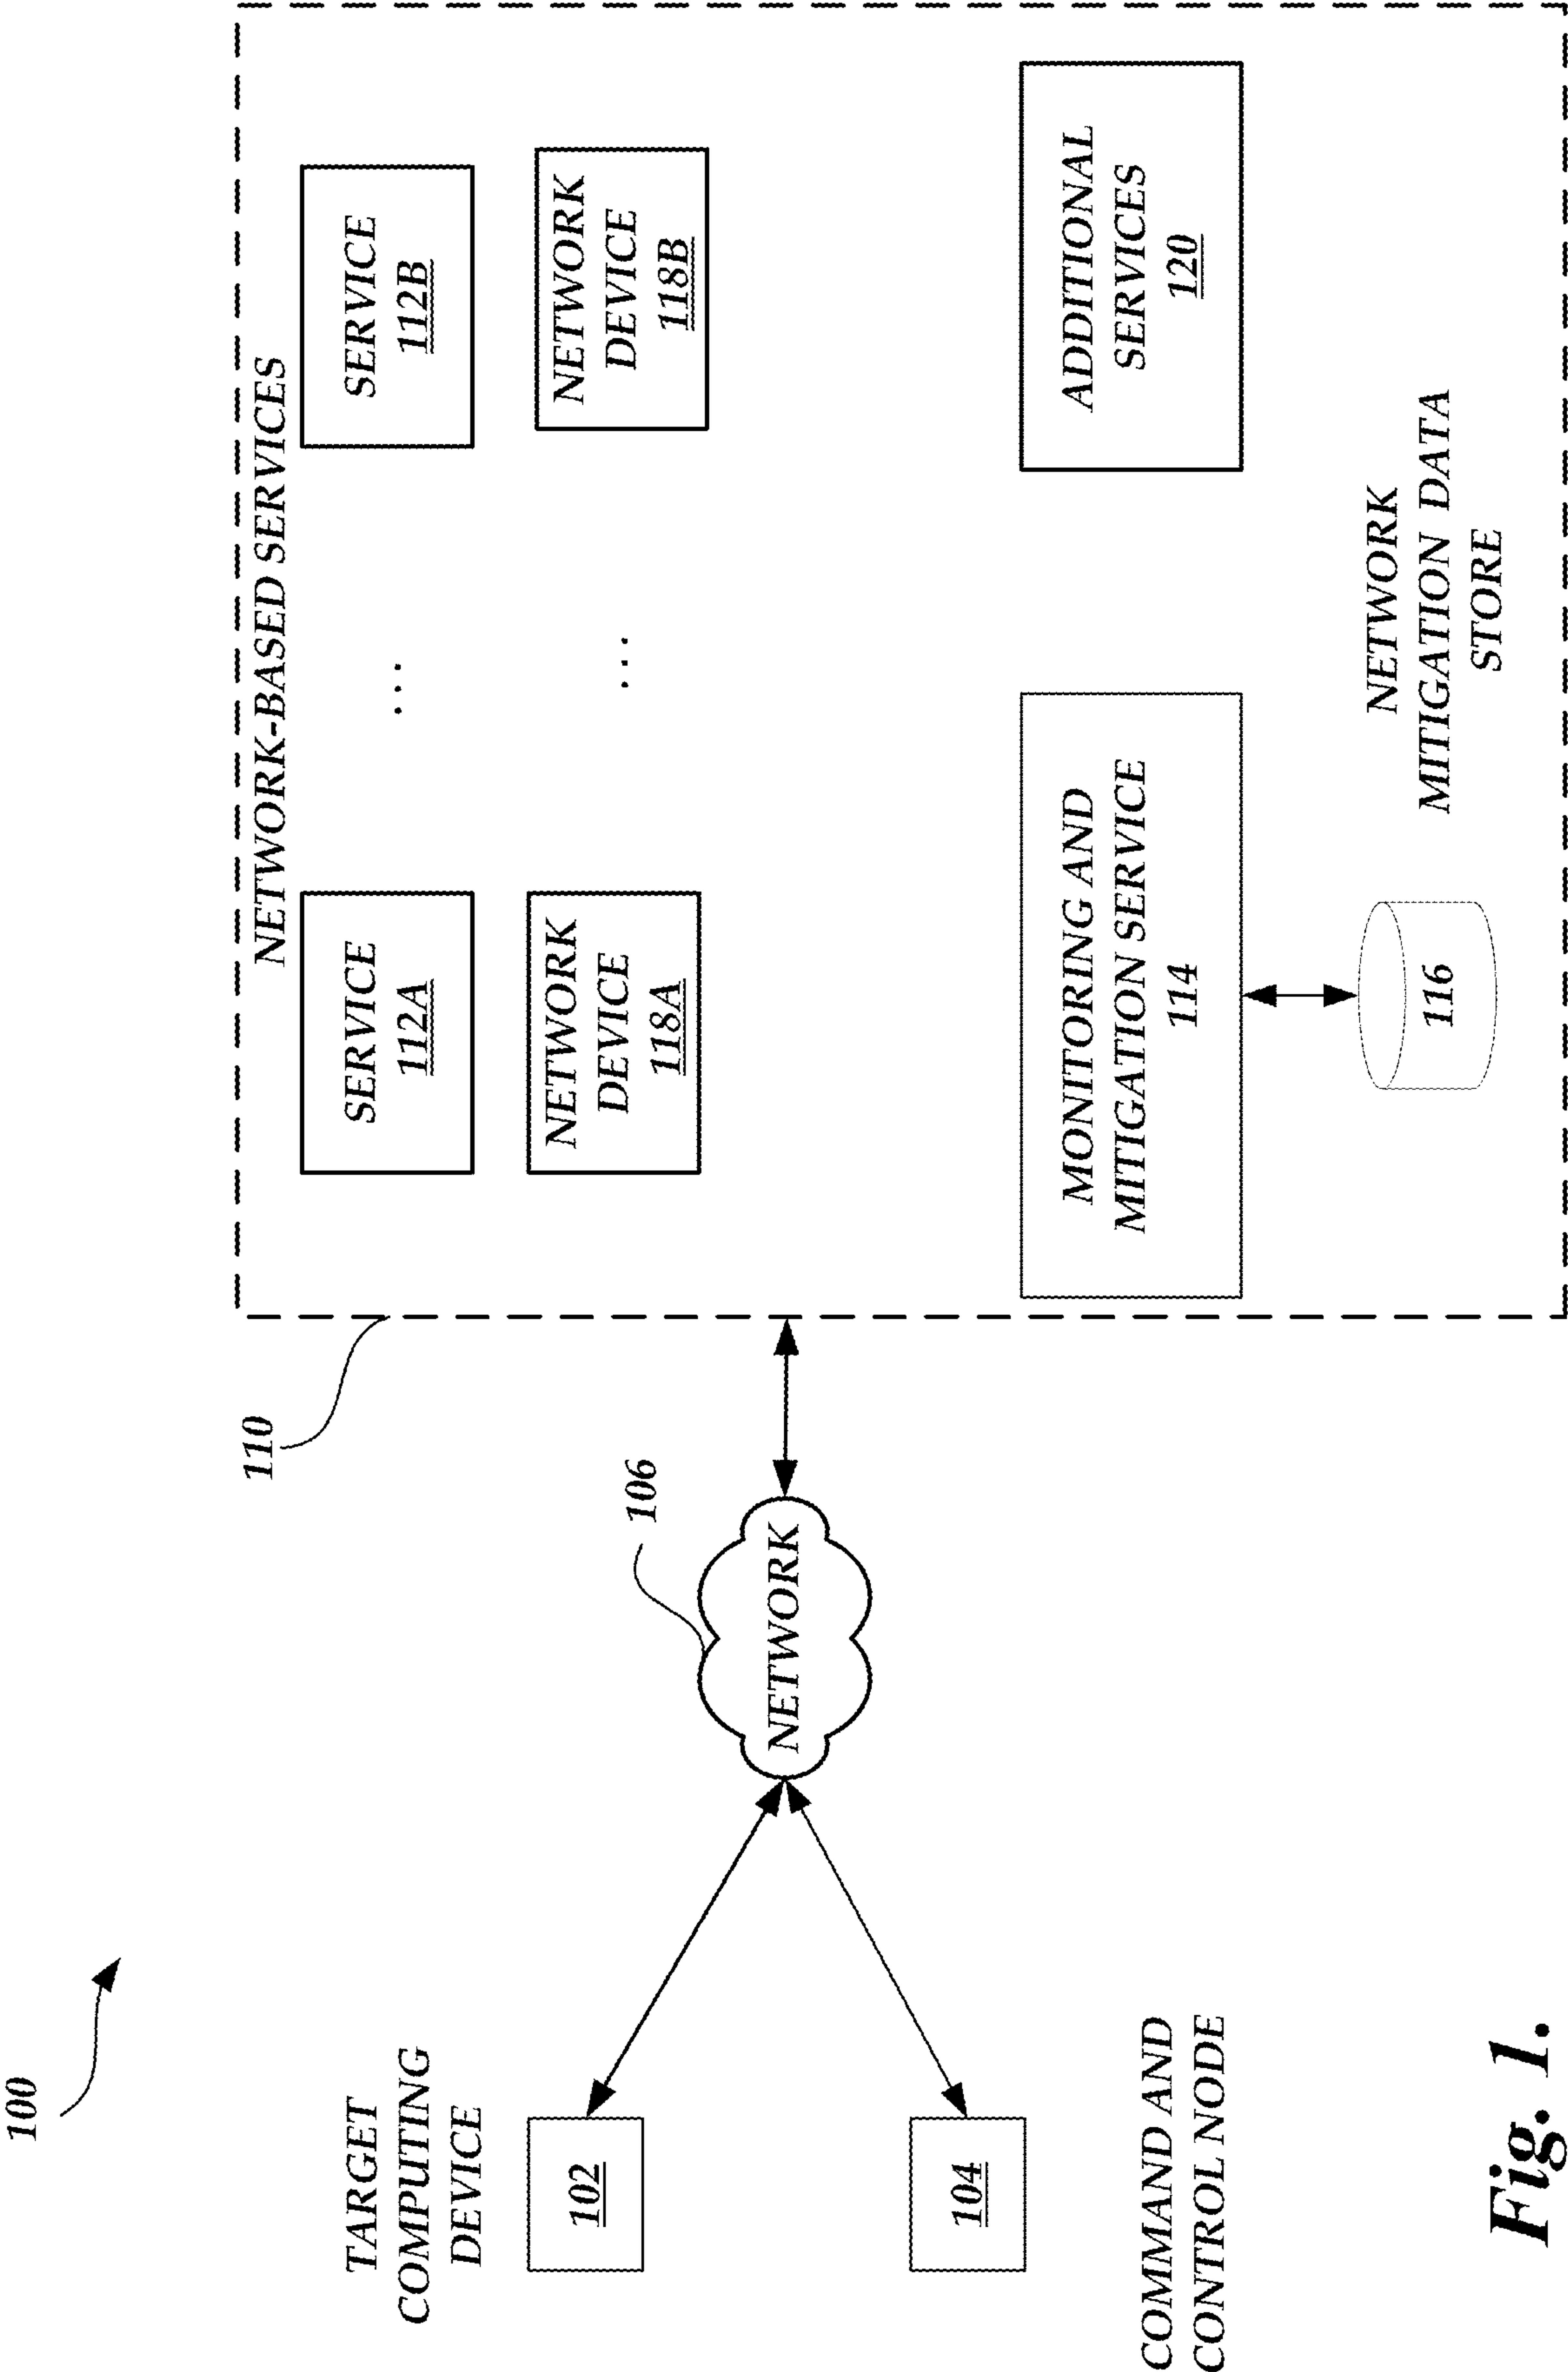 100
TARGET
COMPUTING
DEVICE
102
104
COMMAND AND
CONTROL NODE
106
NETWORK
110
NETWORK-BASED SERVICES
SERVICE
112A
...
SERVICE
112B
NETWORK
DEVICE
118A
...
NETWORK
DEVICE
118B
MONITORING AND
MITIGATION SERVICE
114
ADDITIONAL
SERVICES
120
116
NETWORK
MITIGATION DATA
STORE
Fig. 1.